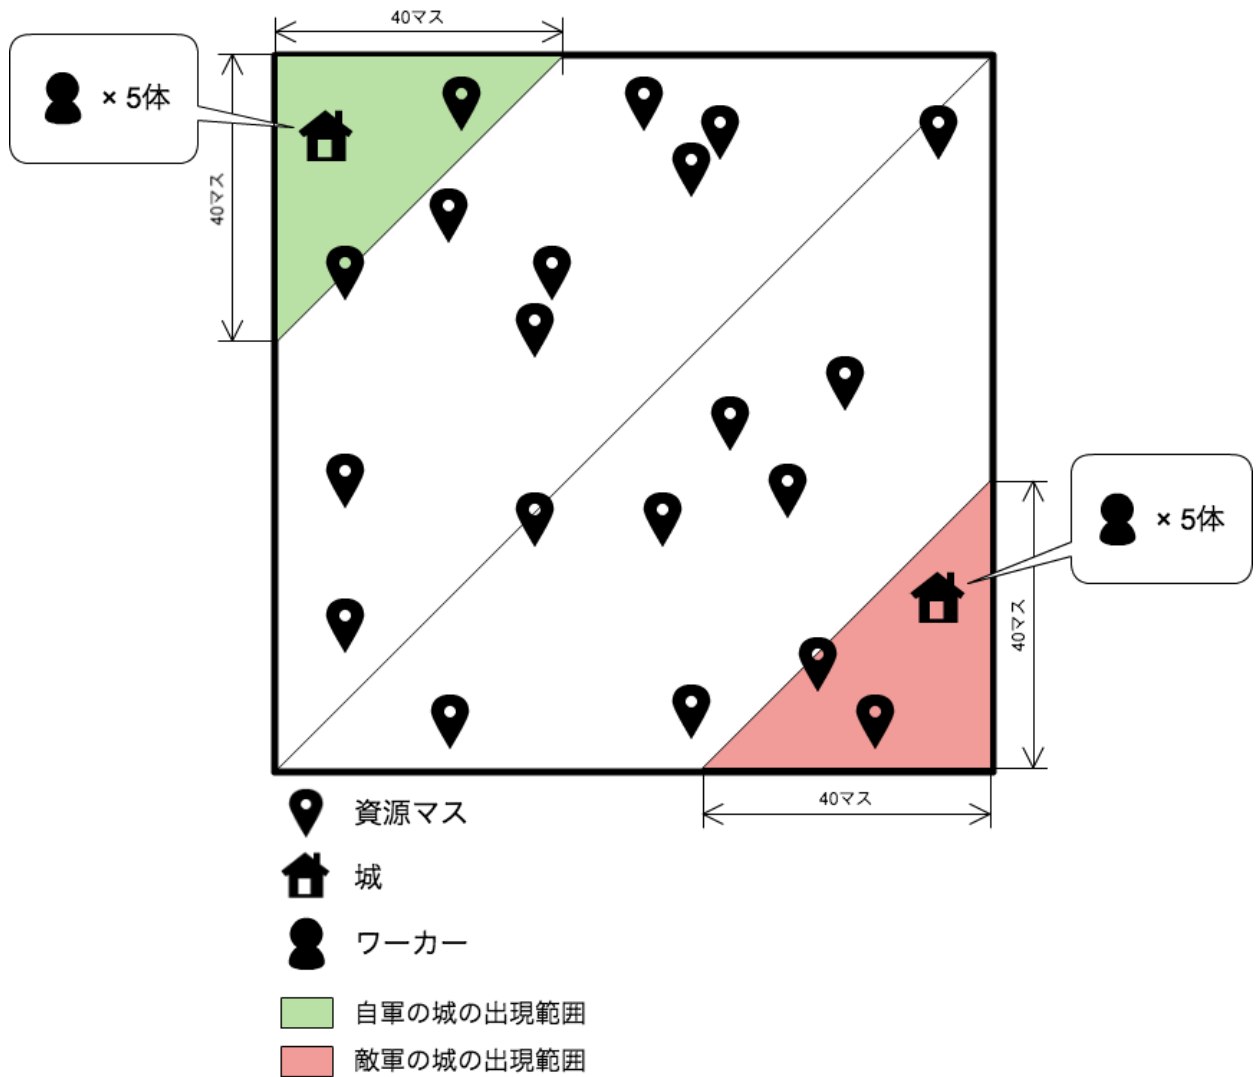 40マス
× 5体
40マス
× 5体
40マス
40マス
資源マス
城
ワーカー
自軍の城の出現範囲
敵軍の城の出現範囲